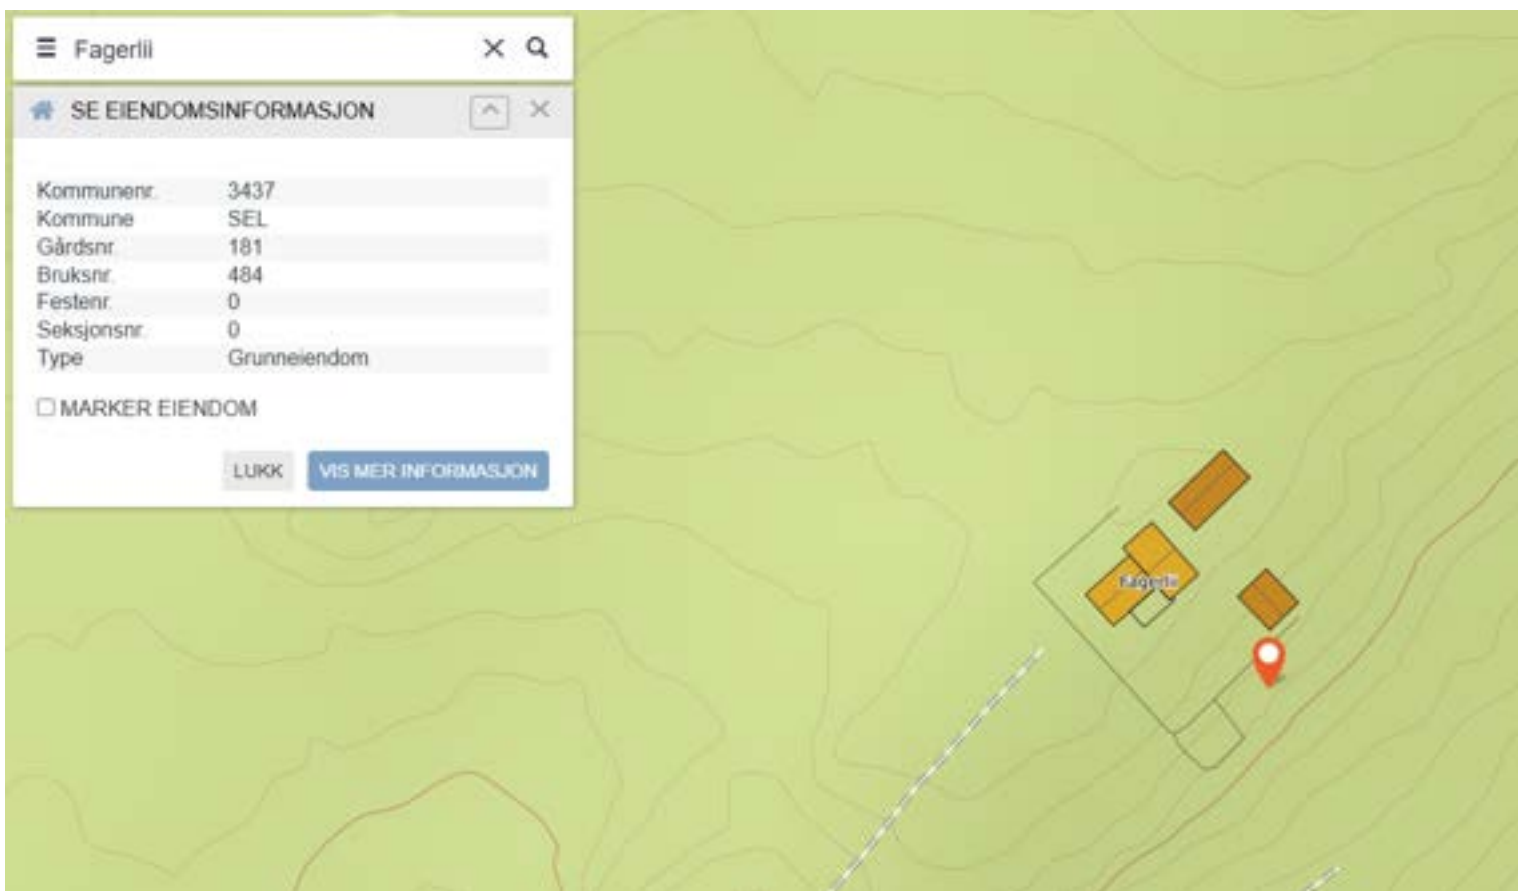 Fagerlii
SE EIENDOMSINFORMASJON
Kommunenr. 3437
Kommune SEL
Gårdsnr. 181
Bruksnr. 484
Festenr. 0
Seksjonsnr. 0
Type Grunneiendom
MARKER EIENDOM
LUKK VIS MER INFORMASJON
Fagerlii